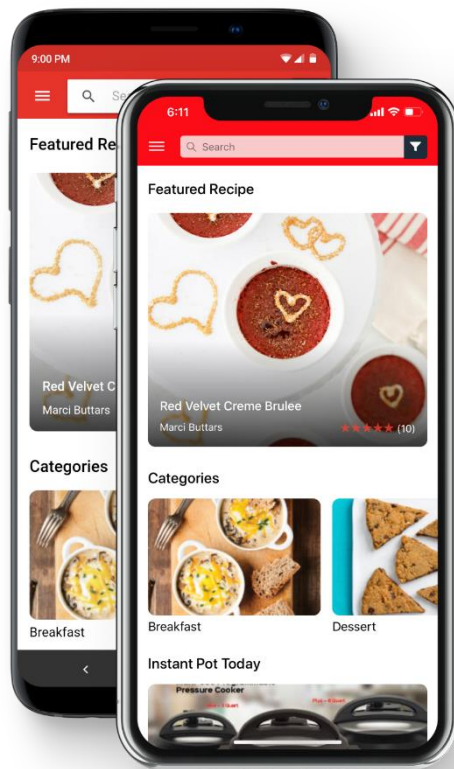 9:00 PM
Se
Featured Re
Red Velvet C
Marci Buttars
Categories
Breakfast
6:11
Search
Featured Recipe
Red Velvet Creme Brulee
Marci Buttars
(10)
Categories
Breakfast
Dessert
Instant Pot Today
Pressure Cooker